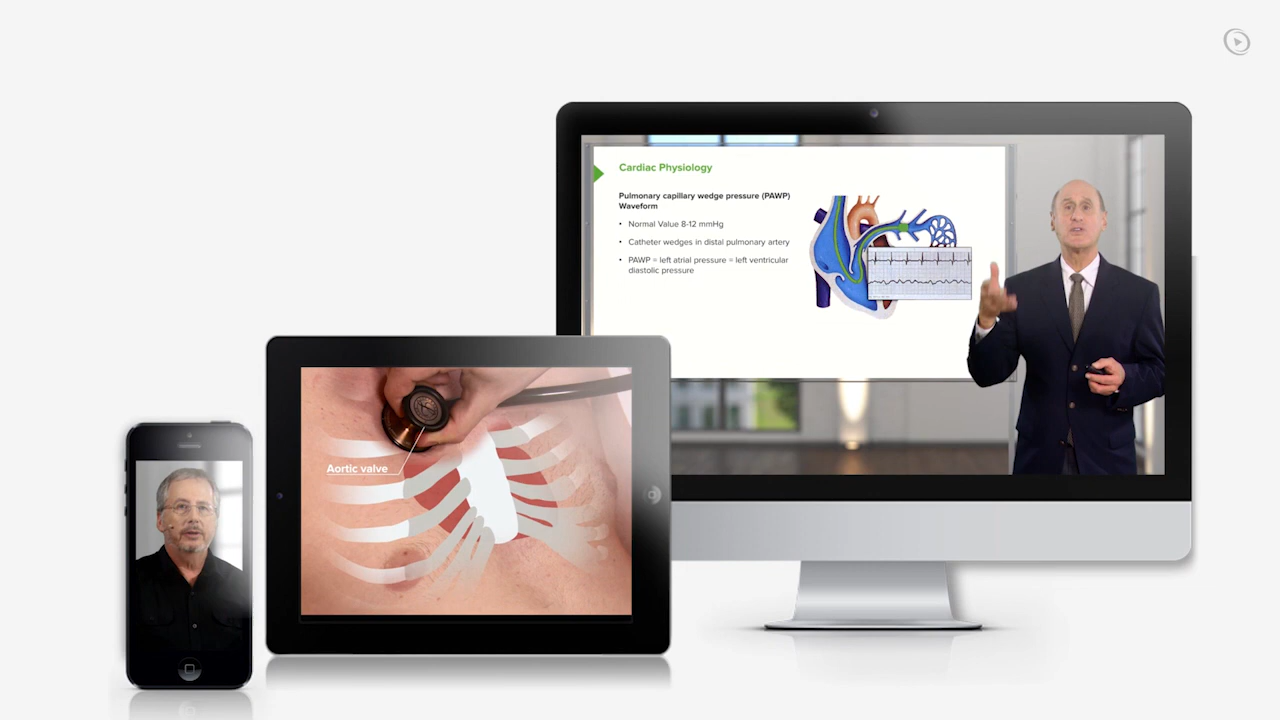 Cardiac Physiology
Pulmonary capillary wedge pressure (PAWP)
Waveform
• Normal Value 8-12 mmHg
• Catheter wedges in distal pulmonary artery
• PAWP = left atrial pressure = left ventricular
diastolic pressure
Aortic valve